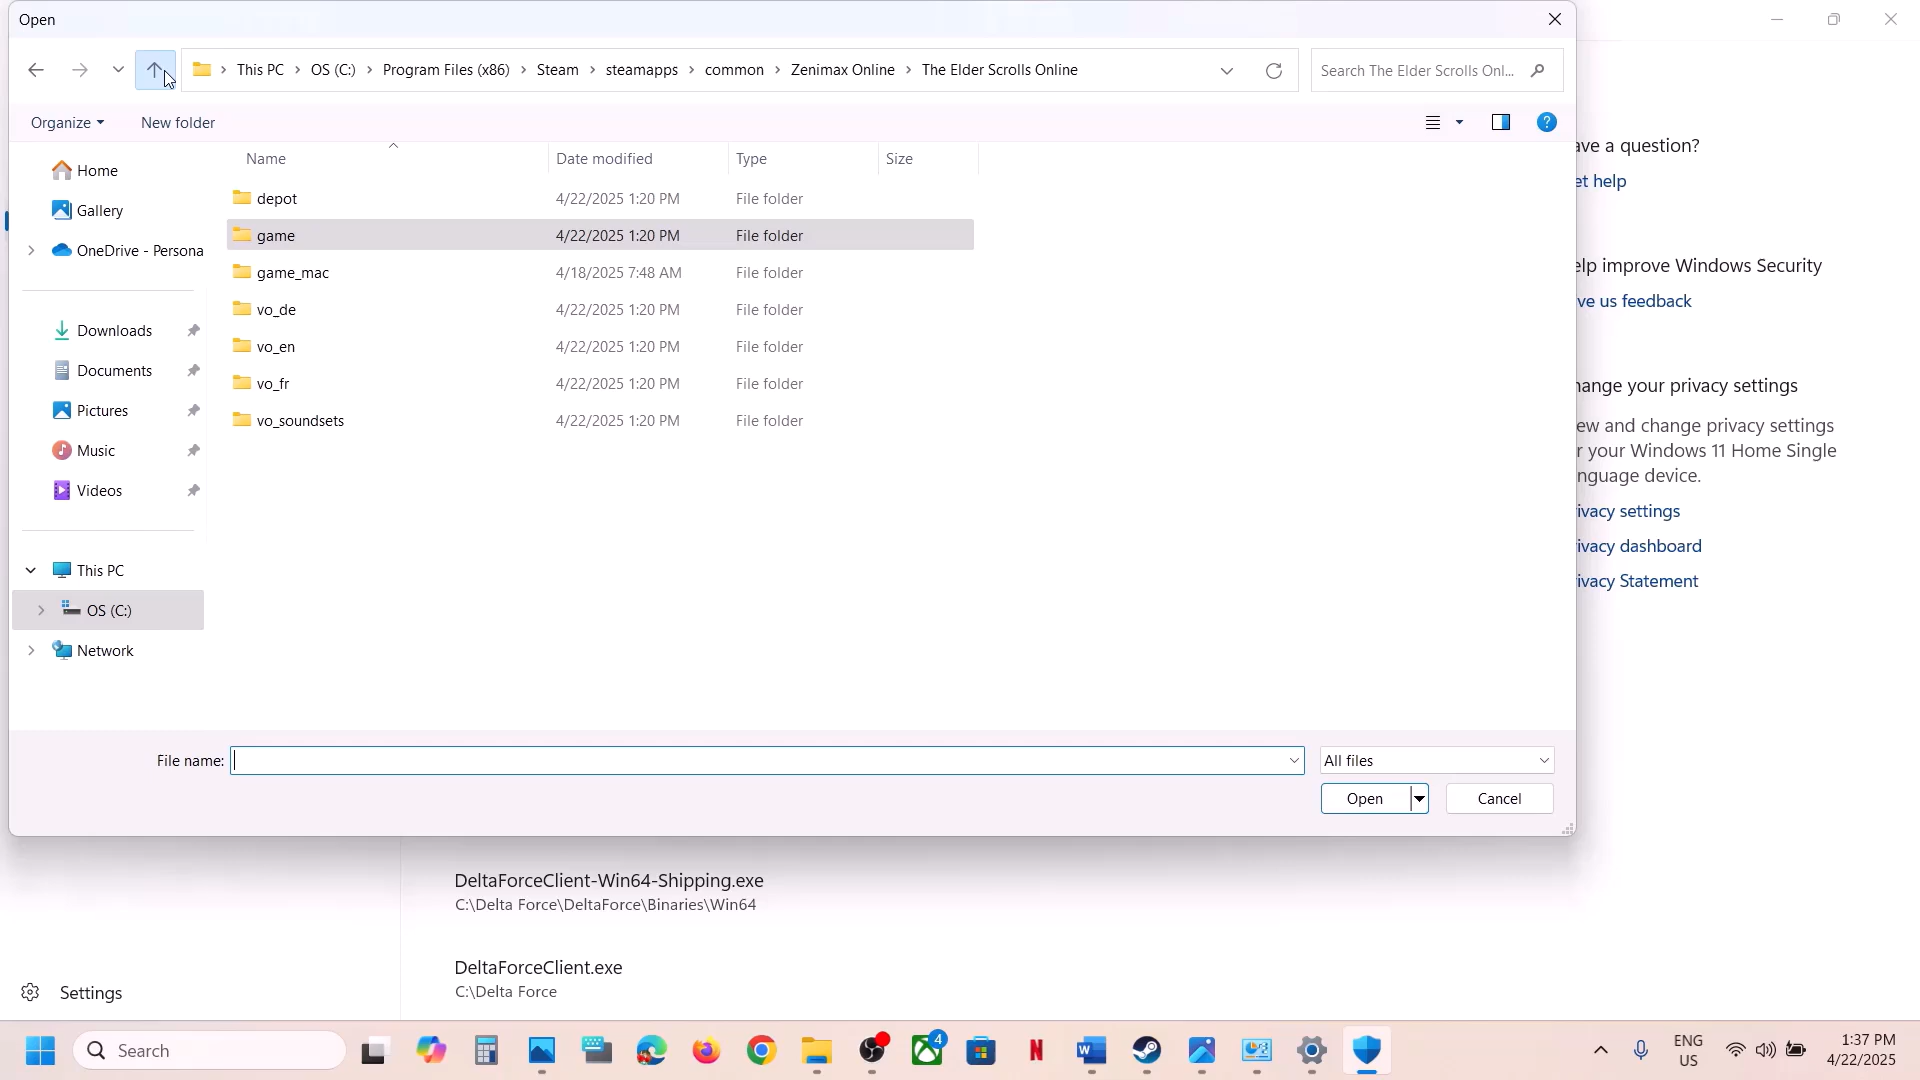 Open
This PC > OS (C:) > Program Files (x86) > Steam > steamapps > common > Zenimax Online > The Elder Scrolls Online
Search The Elder Scrolls Onl...
Organize
New folder
Name
Date modified
Type
Size
Home
Gallery
OneDrive - Persona
Downloads
Documents
Pictures
Music
Videos
This PC
OS (C:)
Network
depot 4/22/2025 1:20 PM File folder
game 4/22/2025 1:20 PM File folder
game_mac 4/18/2025 7:48 AM File folder
vo_de 4/22/2025 1:20 PM File folder
vo_en 4/22/2025 1:20 PM File folder
vo_fr 4/22/2025 1:20 PM File folder
vo_soundsets 4/22/2025 1:20 PM File folder
File name:
All files
Open
Cancel
ave a question?
et help
elp improve Windows Security
ve us feedback
hange your privacy settings
ew and change privacy settings
r your Windows 11 Home Single
nguage device.
ivacy settings
ivacy dashboard
ivacy Statement
DeltaForceClient-Win64-Shipping.exe
C:\Delta Force\DeltaForce\Binaries\Win64
DeltaForceClient.exe
C:\Delta Force
Settings
Search
4
ENG
US
1:37 PM
4/22/2025